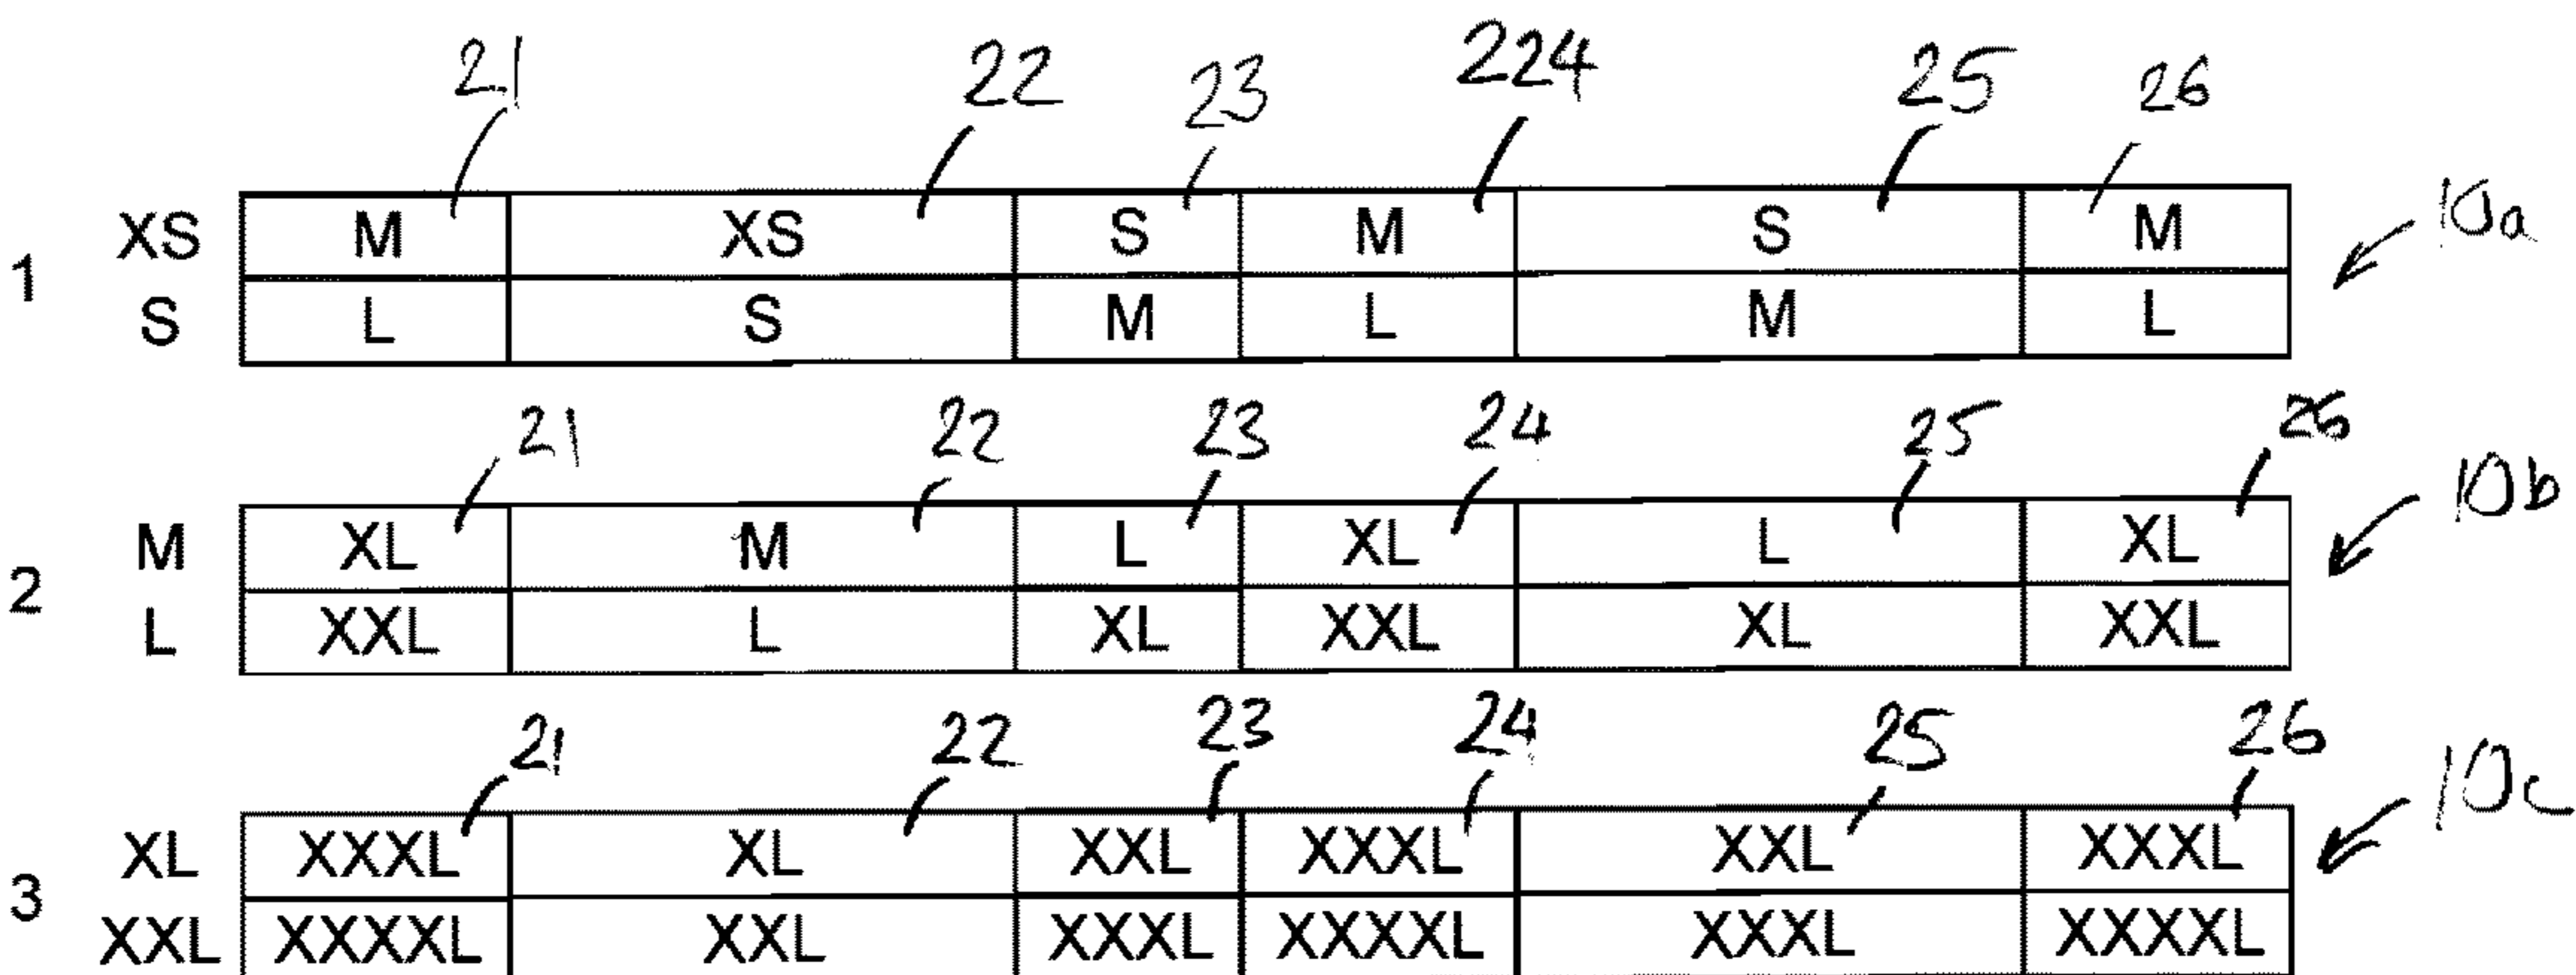 21 22 23 224 25 26
XS M XS S M S M 10a
1
S L S M L M L
21 22 23 24 25 26
M XL M L XL L XL 10b
2
L XXL L XL XXL XL XXL
21 22 23 24 25 26
XL XXXL XL XXL XXXL XXL XXXL 10c
3
XXL XXXXL XXL XXXL XXXXL XXXL XXXXL